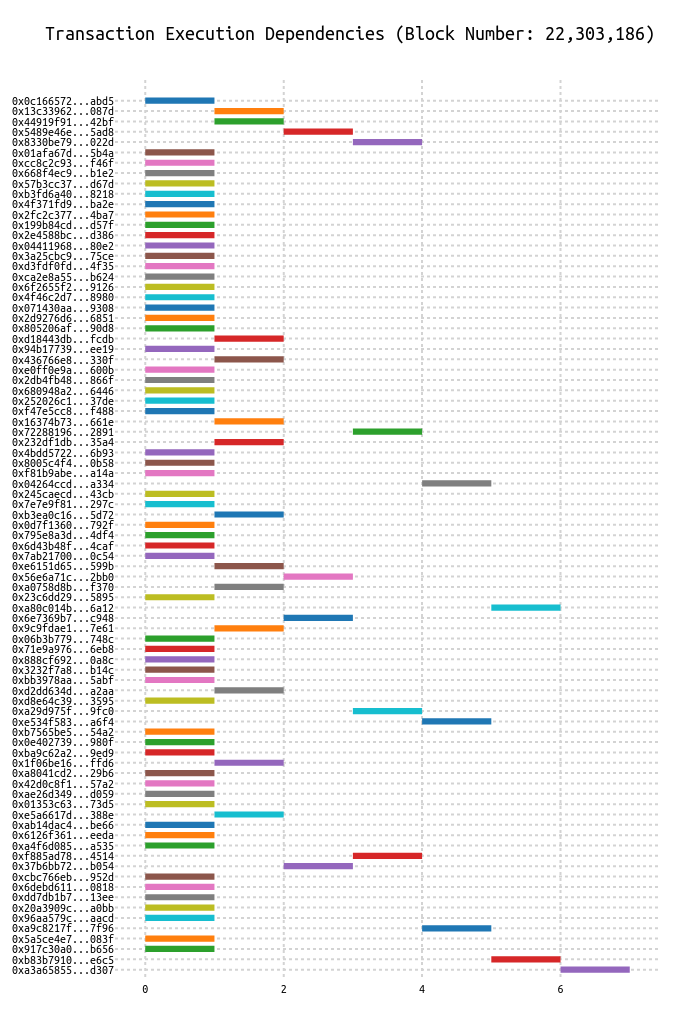 Transaction Execution Dependencies (Block Number: 22,303,186)
0x0c166572...abd5
0x13c33962...087d
0x44919f91...42bf
0x5489e46e...5ad8
0x8330be79...022d
0x01afa67d...5b4a
0xcc8c2c93...f46f
0x668f4ec9...b1e2
0x57b3cc37...d67d
0xb3fd6a40...8218
0x4f371fd9...ba2e
0x2fc2c377...4ba7
0x199b84cd...d57f
0x2e4588bc...d386
0x04411968...80e2
0x3a25cbc9...75ce
0xd3fdf0fd...4f35
0xca2e8a55...b624
0x6f2655f2...9126
0x4f46c2d7...8980
0x071430aa...9308
0x2d9276d6...6851
0x805206af...90d8
0xd18443db...fcdb
0x94b17739...ee19
0x436766e8...330f
0xe0ff0e9a...600b
0x2db4fb48...866f
0x680948a2...6446
0x252026c1...37de
0xf47e5cc8...f488
0x16374b73...661e
0x72288196...2891
0x232df1db...35a4
0x4bdd5722...6b93
0x8005c4f4...0b58
0xf81b9abe...a14a
0x04264ccd...a334
0x245caecd...43cb
0x7e7e9f81...297c
0xb3ea0c16...5d72
0x0d7f1360...792f
0x795e8a3d...4df4
0x6d43b48f...4caf
0x7ab21700...0c54
0xe6151d65...599b
0x56e6a71c...2bb0
0xa0758d8b...f370
0x23c6dd29...5895
0xa80c014b...6a12
0x6e7369b7...c948
0x9c9fdae1...7e61
0x06b3b779...748c
0x71e9a976...6eb8
0x888cf692...0a8c
0x3232f7a8...b14c
0xbb3978aa...5abf
0xd2dd634d...a2aa
0xd8e64c39...3595
0xa29d975f...9fc0
0xe534f583...a6f4
0xb7565be5...54a2
0x0e402739...980f
0xba9c62a2...9ed9
0x1f06be16...ffd6
0xa8041cd2...29b6
0x42d0c8f1...57a2
0xae26d349...d059
0x01353c63...73d5
0xe5a6617d...388e
0xab14dac4...be66
0x6126f361...eeda
0xa4f6d085...a535
0xf885ad78...4514
0x37b6bb72...b054
0xcbc766eb...952d
0x6debd611...0818
0xdd7db1b7...13ee
0x20a3909c...a0bb
0x96aa579c...aacd
0xa9c8217f...7f96
0x5a5ce4e7...083f
0x917c30a0...b656
0xb83b7910...e6c5
0xa3a65855...d307
0 2 4 6